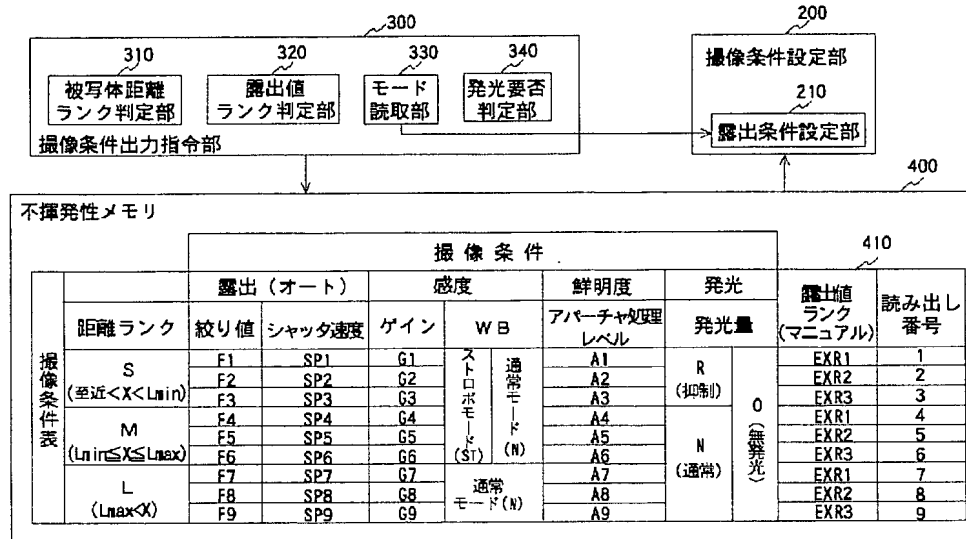 300
310
被写体距離
ランク判定部
320
露出値
ランク判定部
330
モード
読取部
340
発光要否
判定部
撮像条件出力指令部
200
撮像条件設定部
210
露出条件設定部
400
不揮発性メモリ
410
撮像条件
露出(オート) 感度 鮮明度 発光 露出値ランク(マニュアル) 読み出し番号
距離ランク 絞り値 シャッタ速度 ゲイン WB アパーチャ処理レベル 発光量
撮像条件表
S
(至近<X<Lmin)
M
(Lmin≦X≦Lmax)
L
(Lmax<X)
F1 SP1 G1 A1 EXR1 1
F2 SP2 G2 A2 EXR2 2
F3 SP3 G3 A3 EXR3 3
F4 SP4 G4 A4 EXR1 4
F5 SP5 G5 A5 EXR2 5
F6 SP6 G6 A6 EXR3 6
F7 SP7 G7 A7 EXR1 7
F8 SP8 G8 A8 EXR2 8
F9 SP9 G9 A9 EXR3 9
ストロボモード(ST)
通常モード(N)
通常
モード(N)
R
(抑制)
N
(通常)
0(無発光)